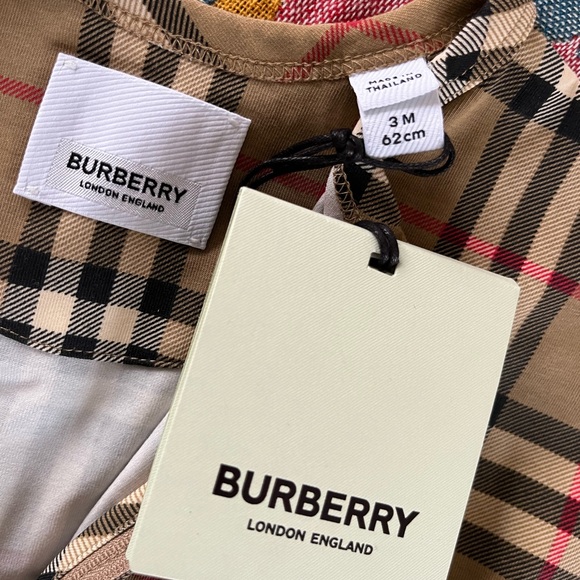 BURBERRY
LONDON ENGLAND
MADE IN
THAILAND
3 M
62cm
BURBERRY
LONDON ENGLAND